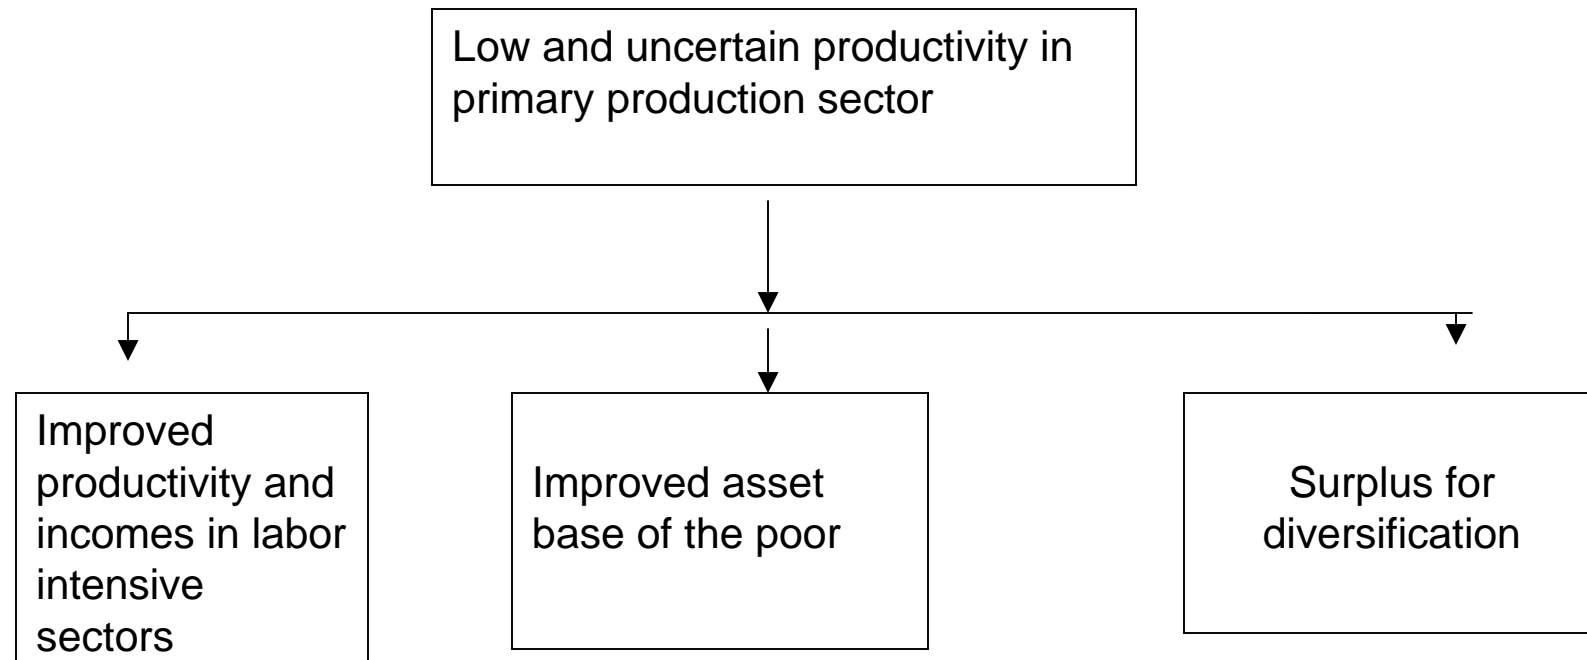 Low and uncertain productivity in
primary production sector
Improved
productivity and
incomes in labor
intensive
sectors
Improved asset
base of the poor
Surplus for
diversification